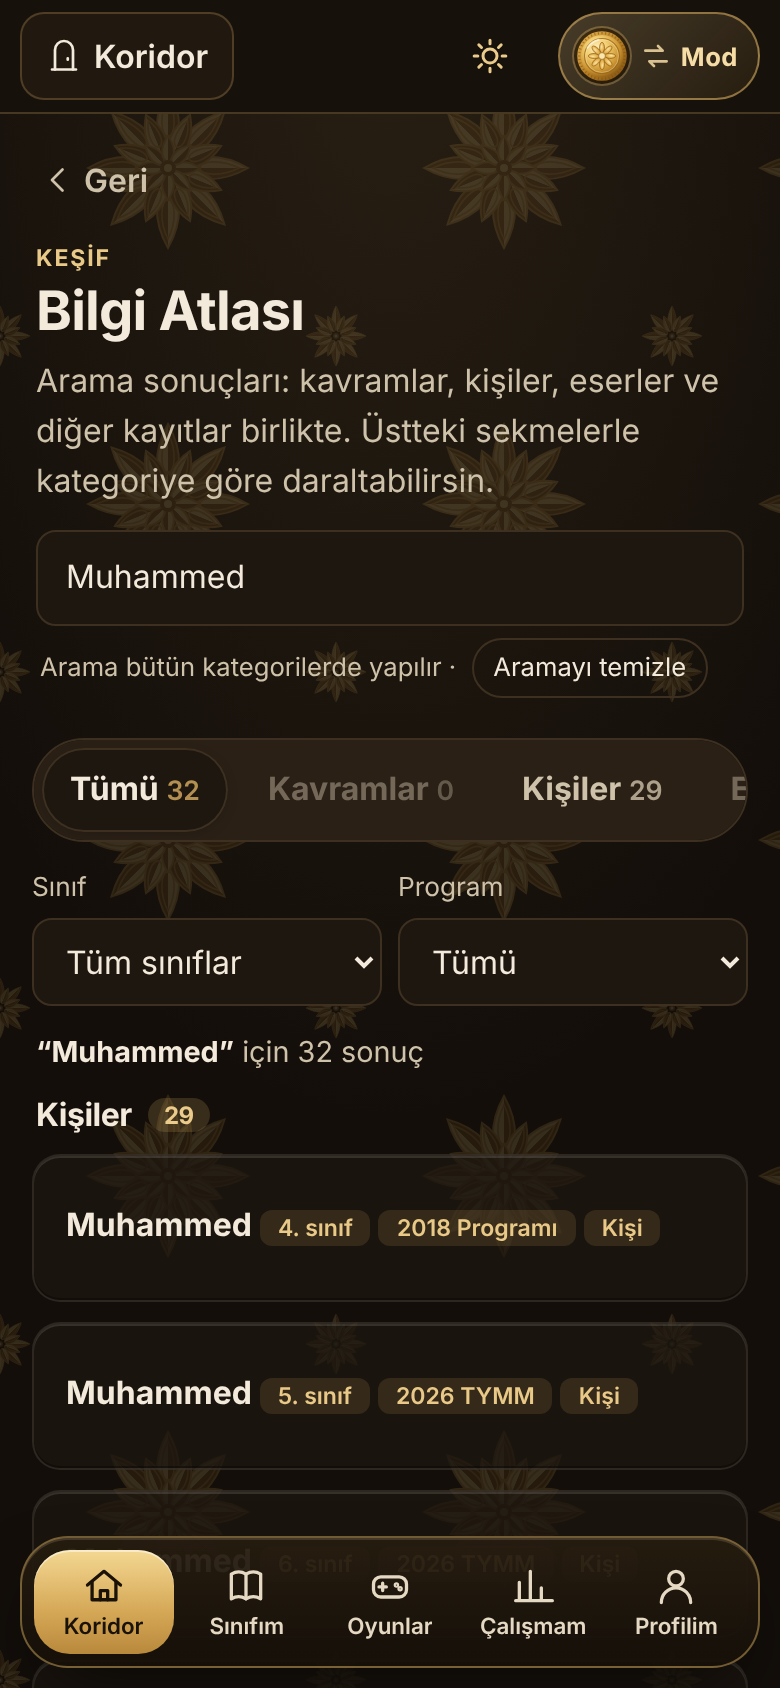 Koridor
Mod
Geri
KEŞİF
Bilgi Atlası
Arama sonuçları: kavramlar, kişiler, eserler ve
diğer kayıtlar birlikte. Üstteki sekmelerle
kategoriye göre daraltabilirsin.
Muhammed
Arama bütün kategorilerde yapılır · Aramayı temizle
Tümü 32 Kavramlar 0 Kişiler 29
Sınıf Program
Tüm sınıflar Tümü
“Muhammed” için 32 sonuç
Kişiler 29
Muhammed 4. sınıf 2018 Programı Kişi
Muhammed 5. sınıf 2026 TYMM Kişi
6. sınıf 2026 TYMM Kişi
Koridor Sınıfım Oyunlar Çalışmam Profilim